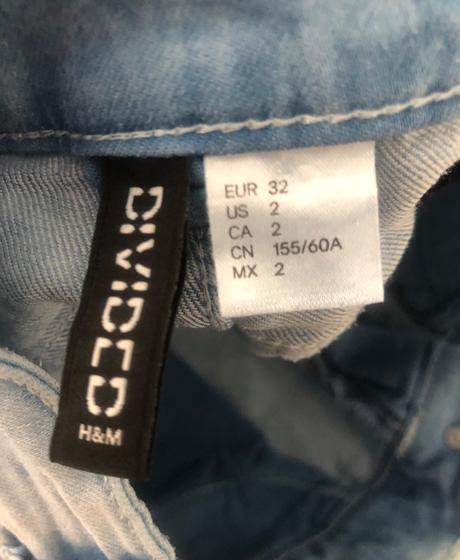 DIVIDED
H&M
EUR 32
US 2
CA 2
CN 155/60A
MX 2